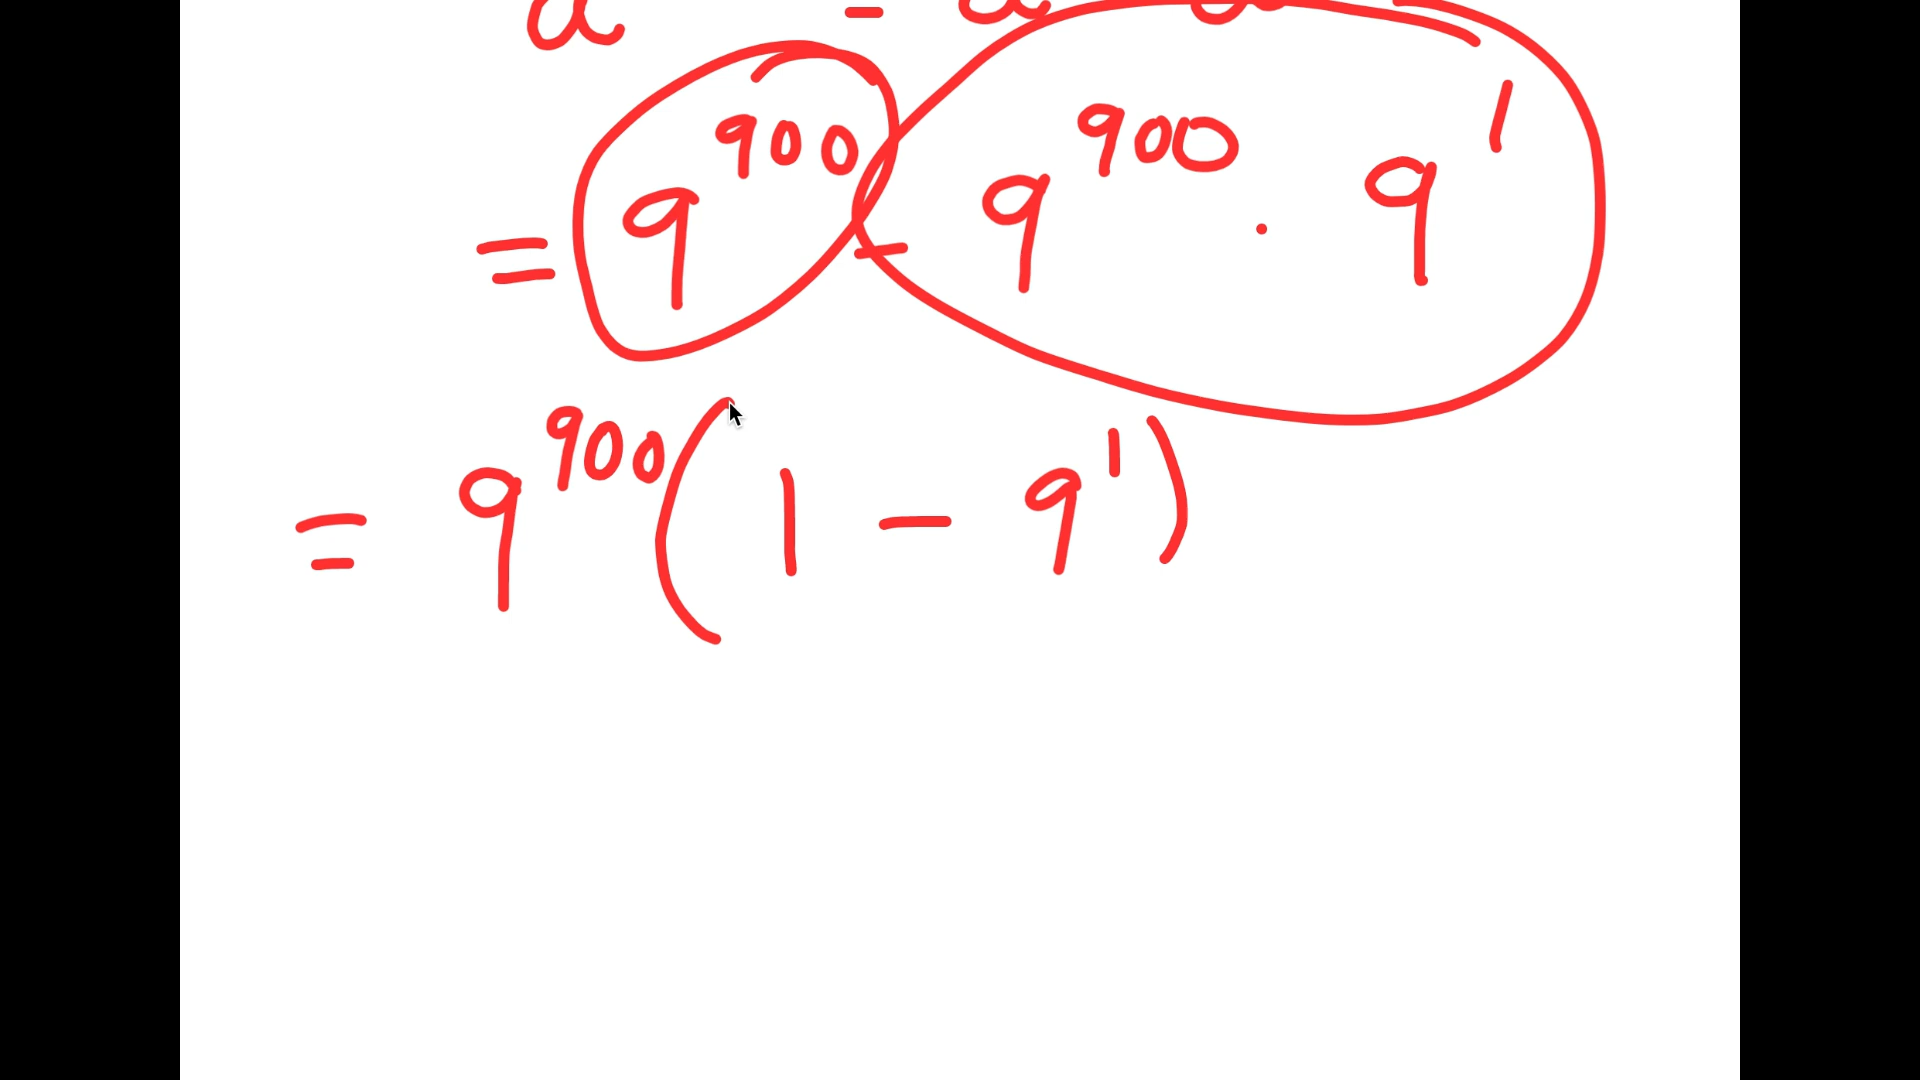 = 9^900 - 9^900 . 9^1
= 9^900 (1 - 9^1)